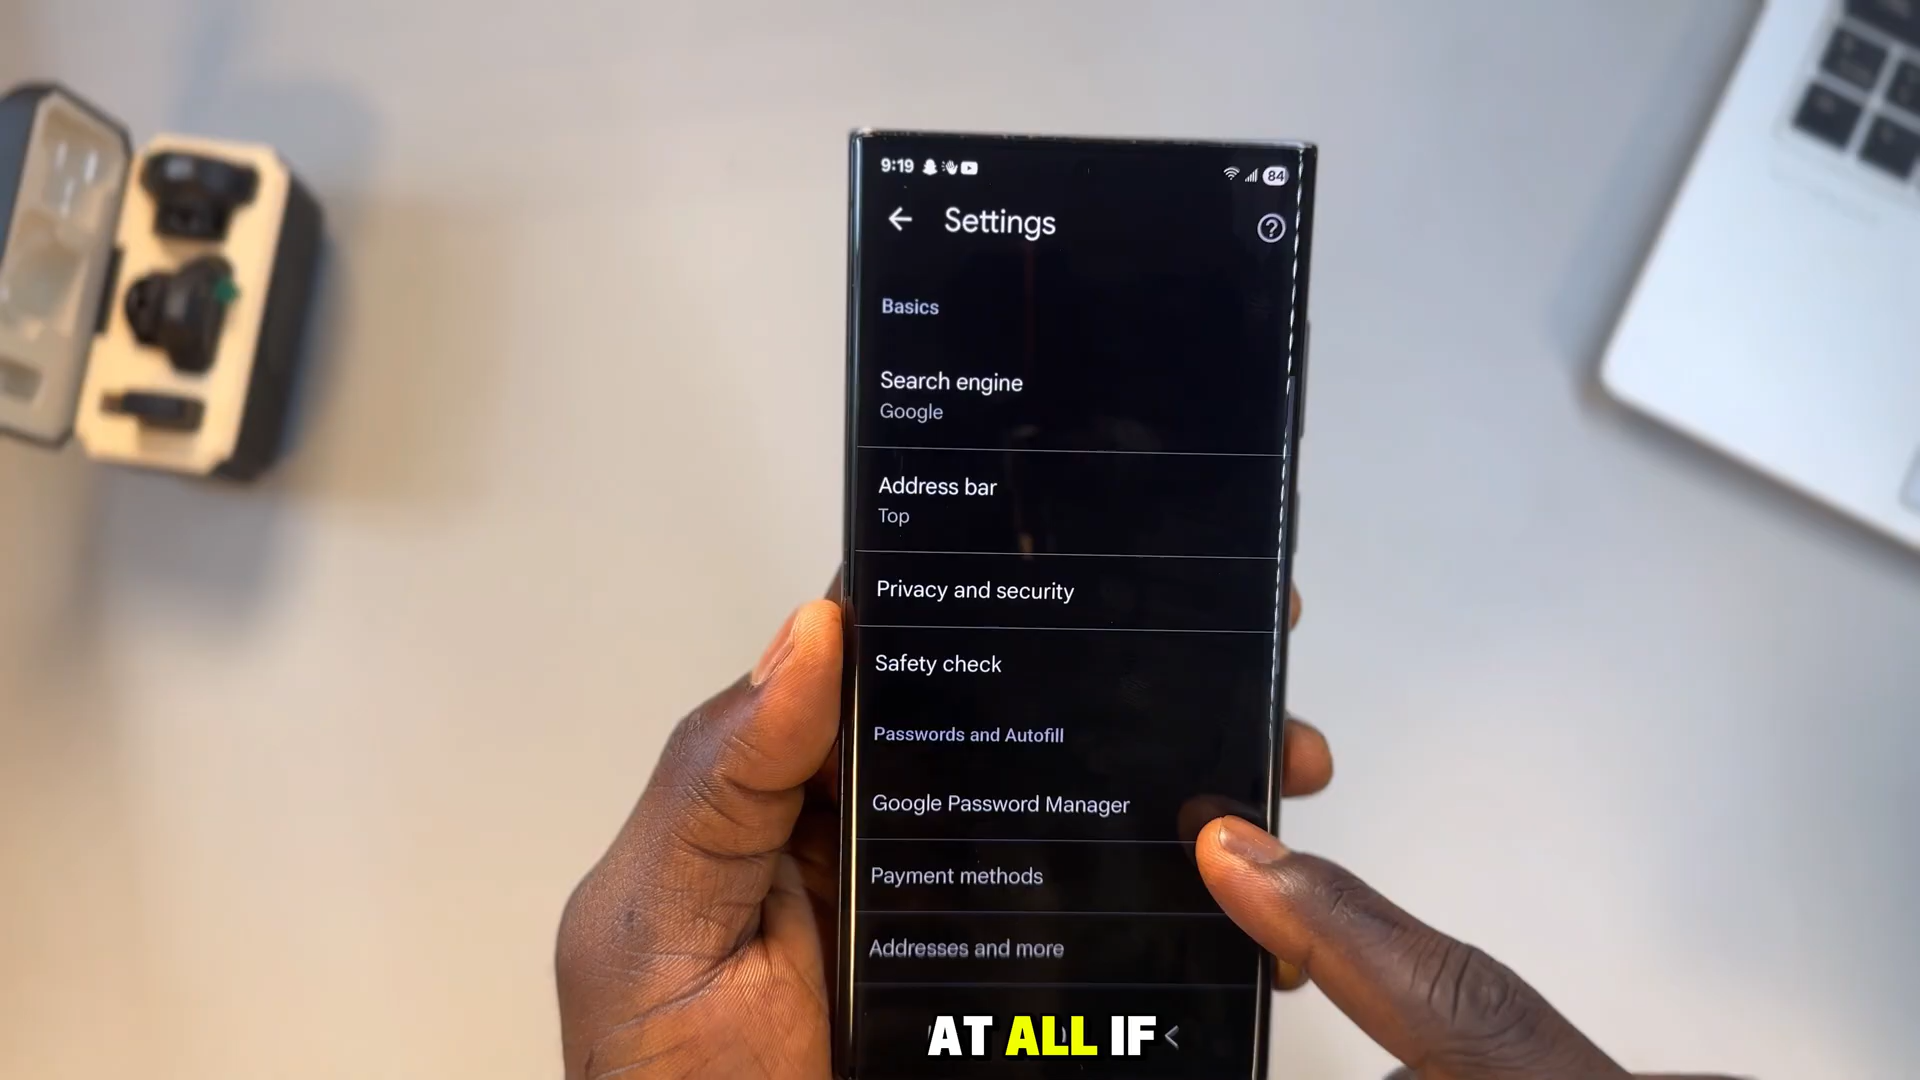 9:19
84
Settings
Basics
Search engine
Google
Address bar
Top
Privacy and security
Safety check
Passwords and Autofill
Google Password Manager
Payment methods
Addresses and more
AT ALL IF